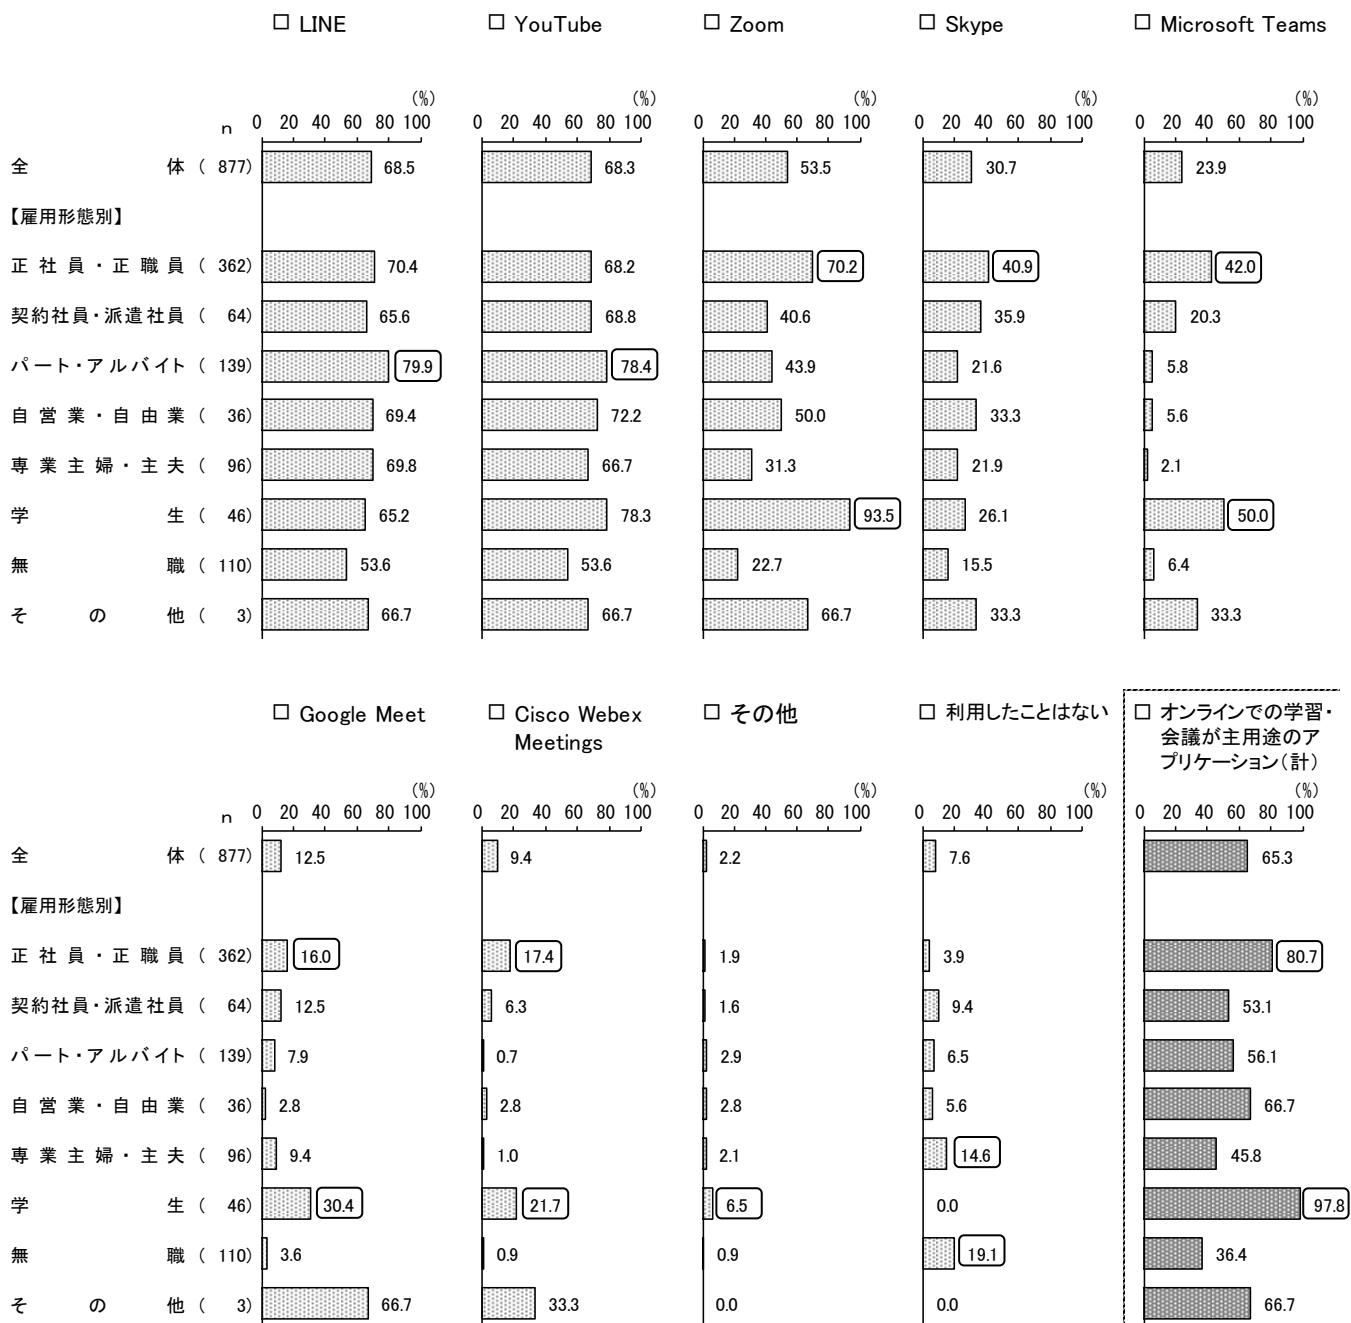 □ LINE □ YouTube □ Zoom □ Skype □ Microsoft Teams
(%) (%) (%) (%) (%)
n 0 20 40 60 80 100 0 20 40 60 80 100 0 20 40 60 80 100 0 20 40 60 80 100 0 20 40 60 80 100
全体 ( 877) 68.5 68.3 53.5 30.7 23.9
【雇用形態別】
正社員・正職員 ( 362) 70.4 68.2 70.2 40.9 42.0
契約社員・派遣社員 ( 64) 65.6 68.8 40.6 35.9 20.3
パート・アルバイト ( 139) 79.9 78.4 43.9 21.6 5.8
自営業・自由業 ( 36) 69.4 72.2 50.0 33.3 5.6
専業主婦・主夫 ( 96) 69.8 66.7 31.3 21.9 2.1
学生 ( 46) 65.2 78.3 93.5 26.1 50.0
無職 ( 110) 53.6 53.6 22.7 15.5 6.4
その他 ( 3) 66.7 66.7 66.7 33.3 33.3
□ Google Meet □ Cisco Webex □ その他 □ 利用したことはない □ オンラインでの学習・
Meetings 会議が主用途のア
プリケーション(計)
(%) (%) (%) (%) (%)
n 0 20 40 60 80 100 0 20 40 60 80 100 0 20 40 60 80 100 0 20 40 60 80 100 0 20 40 60 80 100
全体 ( 877) 12.5 9.4 2.2 7.6 65.3
【雇用形態別】
正社員・正職員 ( 362) 16.0 17.4 1.9 3.9 80.7
契約社員・派遣社員 ( 64) 12.5 6.3 1.6 9.4 53.1
パート・アルバイト ( 139) 7.9 0.7 2.9 6.5 56.1
自営業・自由業 ( 36) 2.8 2.8 2.8 5.6 66.7
専業主婦・主夫 ( 96) 9.4 1.0 2.1 14.6 45.8
学生 ( 46) 30.4 21.7 6.5 0.0 97.8
無職 ( 110) 3.6 0.9 0.9 19.1 36.4
その他 ( 3) 66.7 33.3 0.0 0.0 66.7